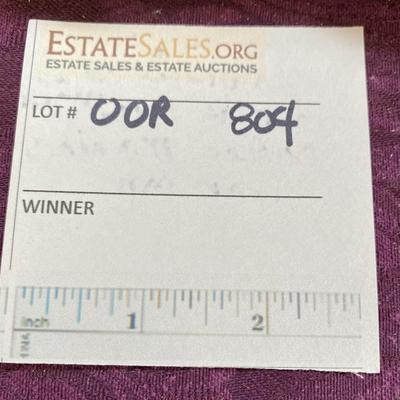 ESTATESALES.ORG
ESTATE SALES & ESTATE AUCTIONS
LOT # OOR 804
WINNER
inch 1 2